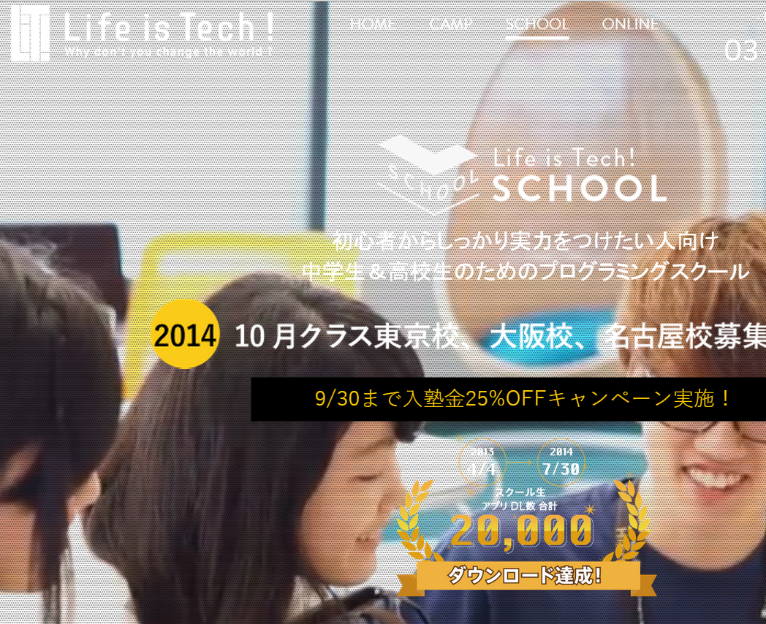 LiT!
Life is Tech !
Why don't you change the world ?
HOME CAMP SCHOOL ONLINE
03
SCHOOL
Life is Tech!
SCHOOL
初心者からしっかり実力をつけたい人向け
中学生＆高校生のためのプログラミングスクール
2014 10月クラス東京校、大阪校、名古屋校募集
9/30まで入塾金25%OFFキャンペーン実施！
2013 2014
4/4 7/30
スクール生
アプリDL数 合計
20,000
ダウンロード達成!